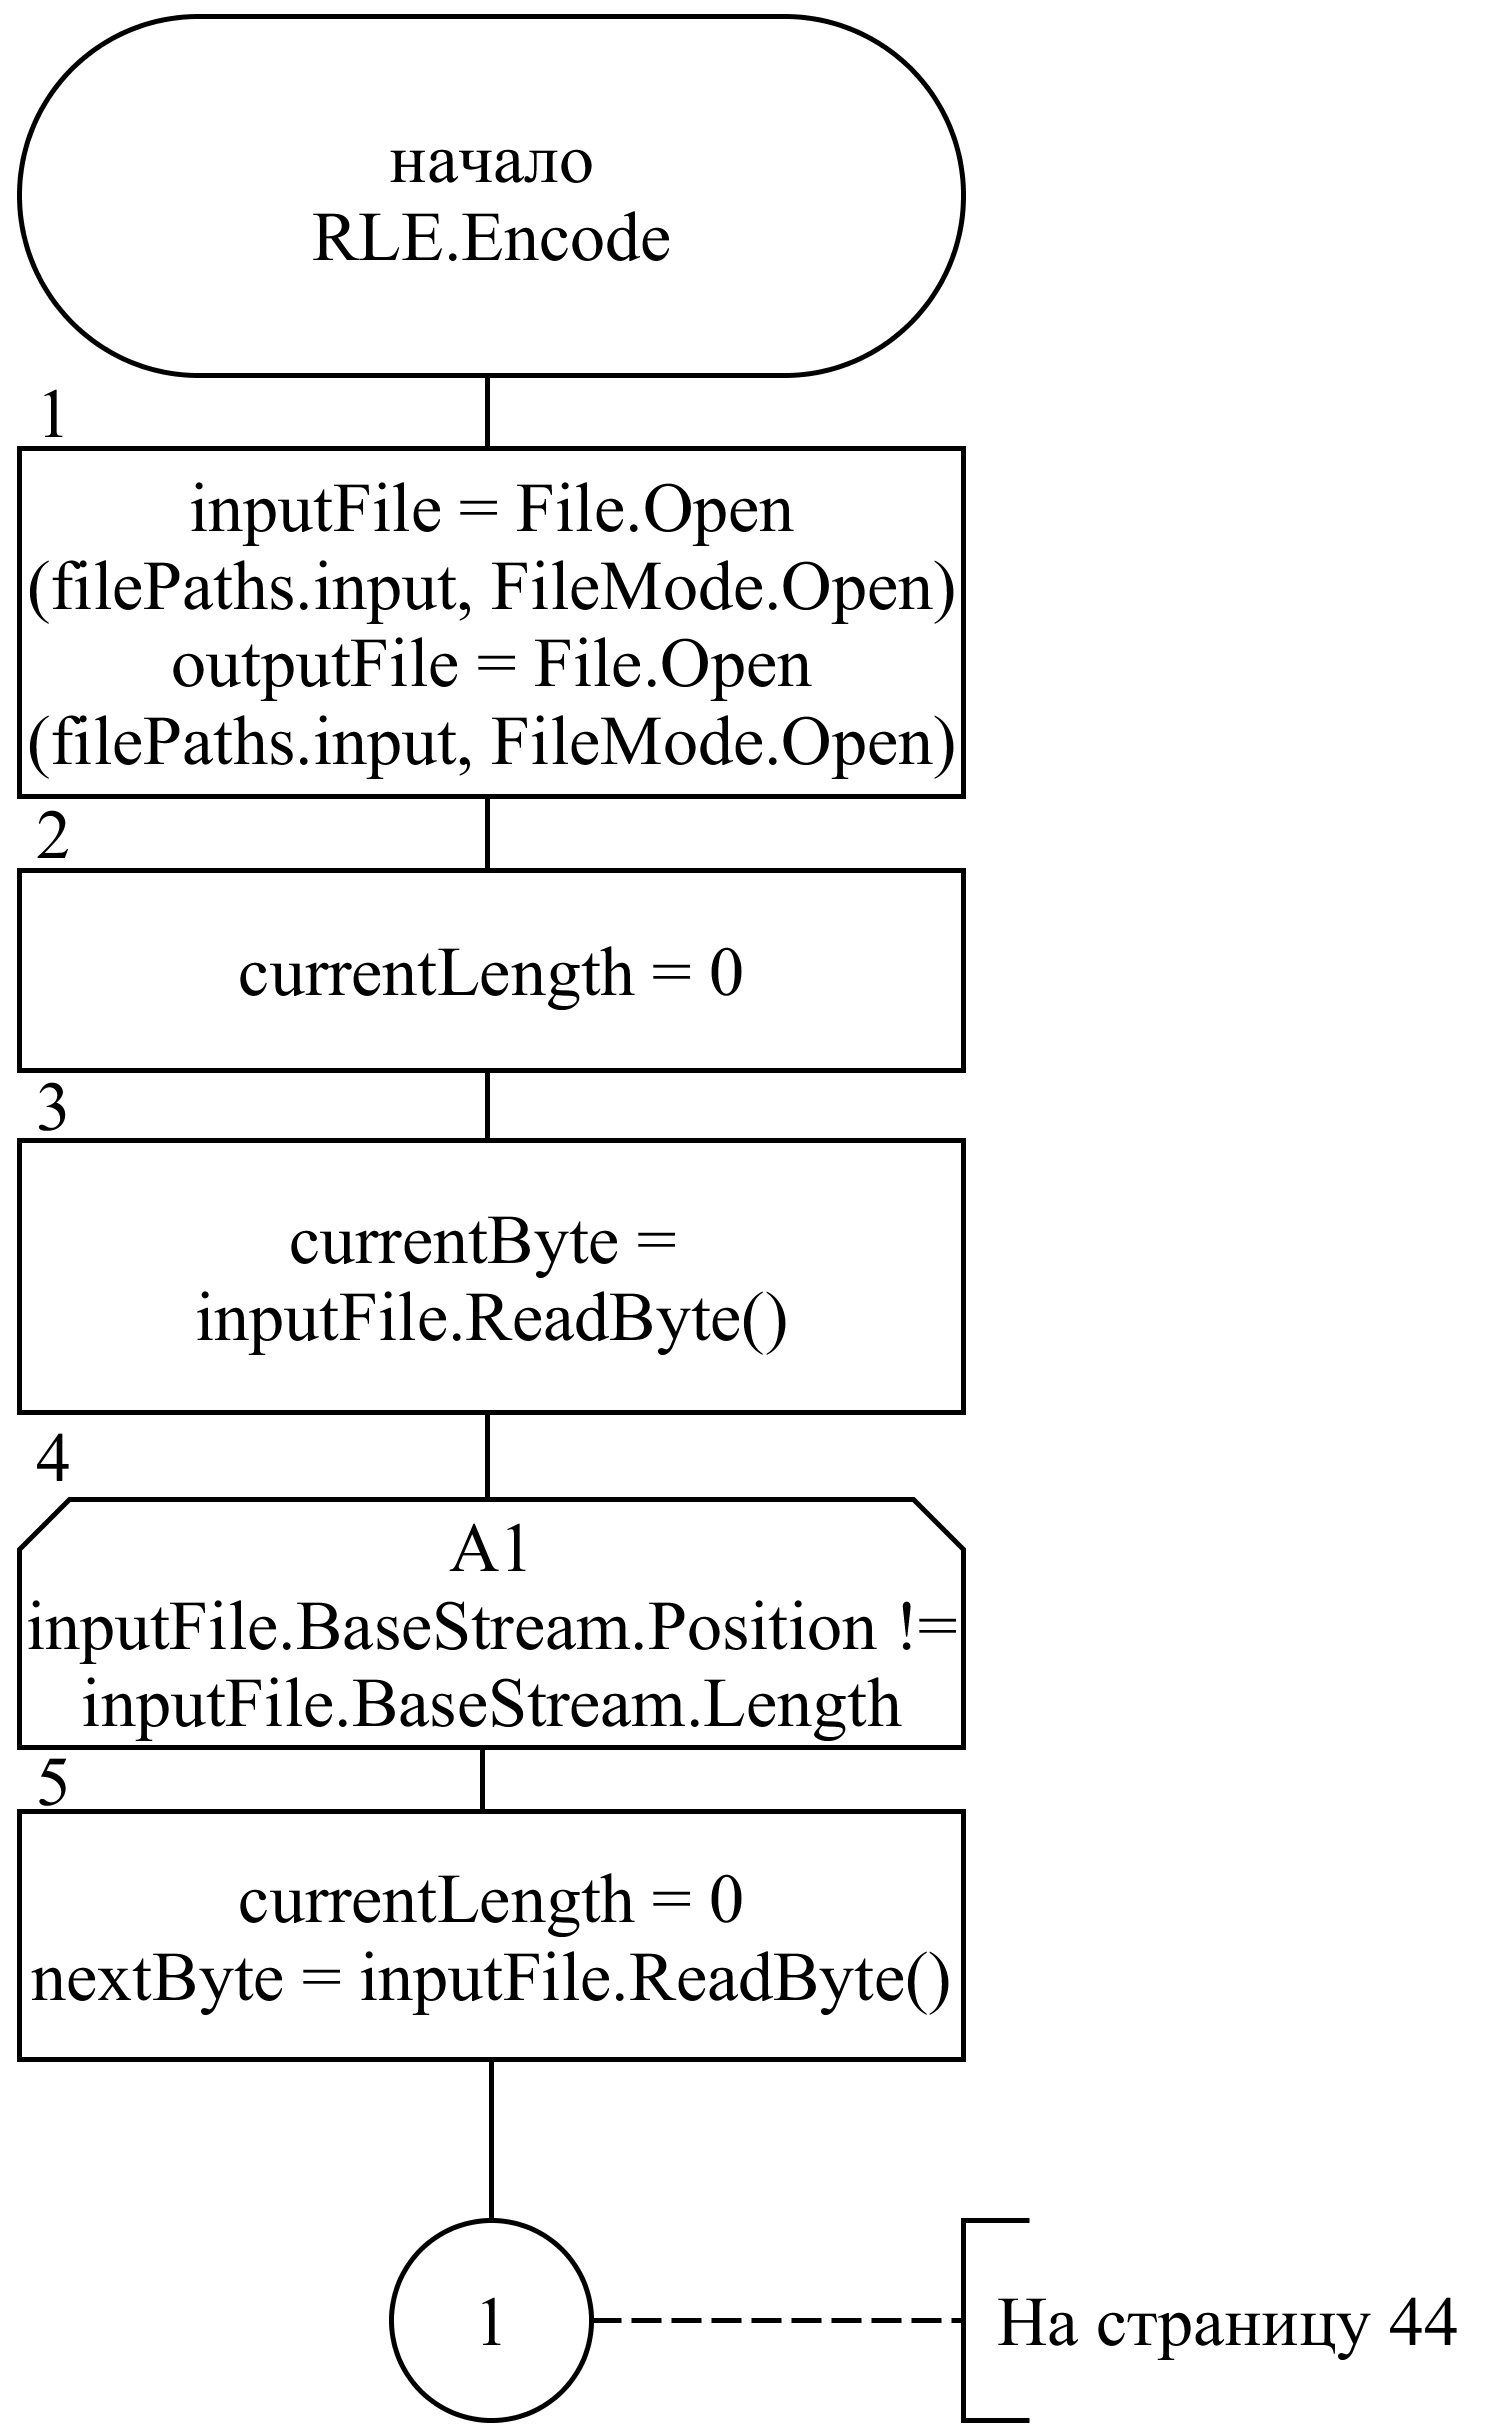 начало
RLE.Encode
1
inputFile = File.Open
(filePaths.input, FileMode.Open)
outputFile = File.Open
(filePaths.input, FileMode.Open)
2
currentLength = 0
3
currentByte =
inputFile.ReadByte()
4
A1
inputFile.BaseStream.Position !=
inputFile.BaseStream.Length
5
currentLength = 0
nextByte = inputFile.ReadByte()
1
На страницу 44